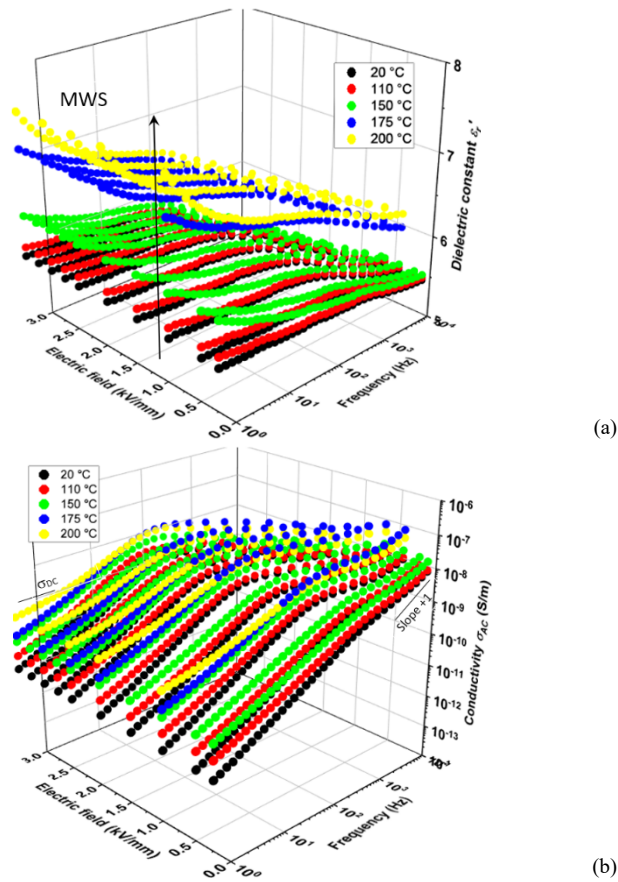 MWS
20 °C
110 °C
150 °C
175 °C
200 °C
8
7
6
Dielectric constant εr'
3.0
2.5
2.0
1.5
1.0
0.5
0.0
Electric field (kV/mm)
10⁰
10¹
10²
10³
Frequency (Hz)
(a)
20 °C
110 °C
150 °C
175 °C
200 °C
σDC
Slope +1
10⁻⁶
10⁻⁷
10⁻⁸
10⁻⁹
10⁻¹⁰
10⁻¹¹
10⁻¹²
10⁻¹³
Conductivity σAC (S/m)
3.0
2.5
2.0
1.5
1.0
0.5
0.0
Electric field (kV/mm)
10⁰
10¹
10²
10³
Frequency (Hz)
(b)